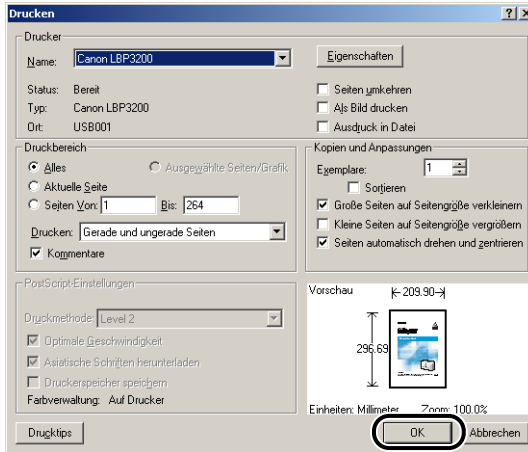 Drucken
Drucker
Name: Canon LBP3200 Eigenschaften
Status: Bereit Seiten umkehren
Typ: Canon LBP3200 Als Bild drucken
Ort: USB001 Ausdruck in Datei
Druckbereich
Alles Ausgewählte Seiten/Grafik
Aktuelle Seite
Seiten Von: 1 Bis: 264
Drucken: Gerade und ungerade Seiten
Kommentare
Kopien und Anpassungen
Exemplare: 1
Sortieren
Große Seiten auf Seitengröße verkleinern
Kleine Seiten auf Seitengröße vergrößern
Seiten automatisch drehen und zentrieren
PostScript-Einstellungen
Druckmethode: Level 2
Optimale Geschwindigkeit
Asiatische Schriften herunterladen
Druckerspeicher speichern
Farbverwaltung: Auf Drucker
Vorschau 209.90
296.69
Einheiten: Millimeter Zoom: 100.0%
Drucktips OK Abbrechen